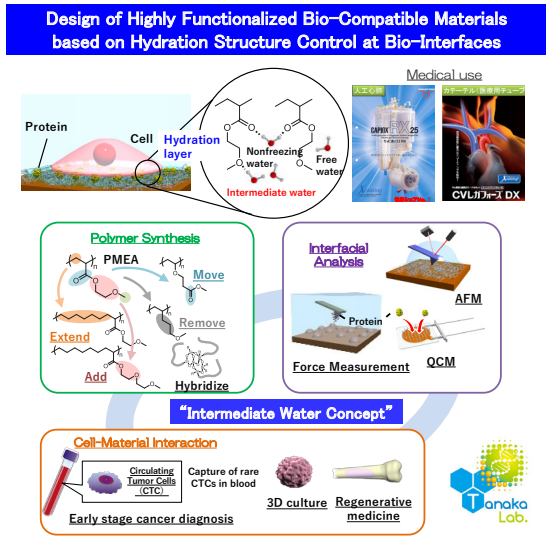 Design of Highly Functionalized Bio-Compatible Materials
based on Hydration Structure Control at Bio-Interfaces
Medical use
Protein
Cell
Hydration
layer
Nonfreezing
water
Free
water
Intermediate water
人工心肺
CAPIOX FX 25
カテーテル(医療用チューブ)
CVレガフォース DX
Polymer Synthesis
PMEA
Move
Extend
Remove
Add
Hybridize
Interfacial
Analysis
AFM
Protein
Force Measurement
QCM
“Intermediate Water Concept”
Cell-Material Interaction
Circulating
Tumor Cells
(CTC)
Capture of rare
CTCs in blood
Early stage cancer diagnosis
3D culture
Regenerative
medicine
Tanaka
Lab.